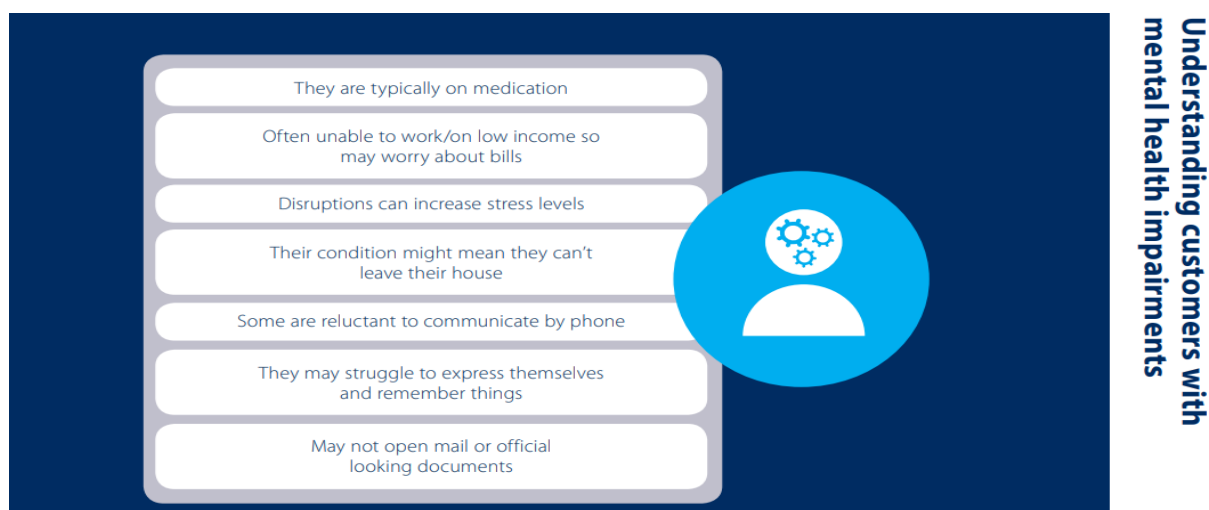 Understanding customers with
mental health impairments
They are typically on medication
Often unable to work/on low income so
may worry about bills
Disruptions can increase stress levels
Their condition might mean they can’t
leave their house
Some are reluctant to communicate by phone
They may struggle to express themselves
and remember things
May not open mail or official
looking documents